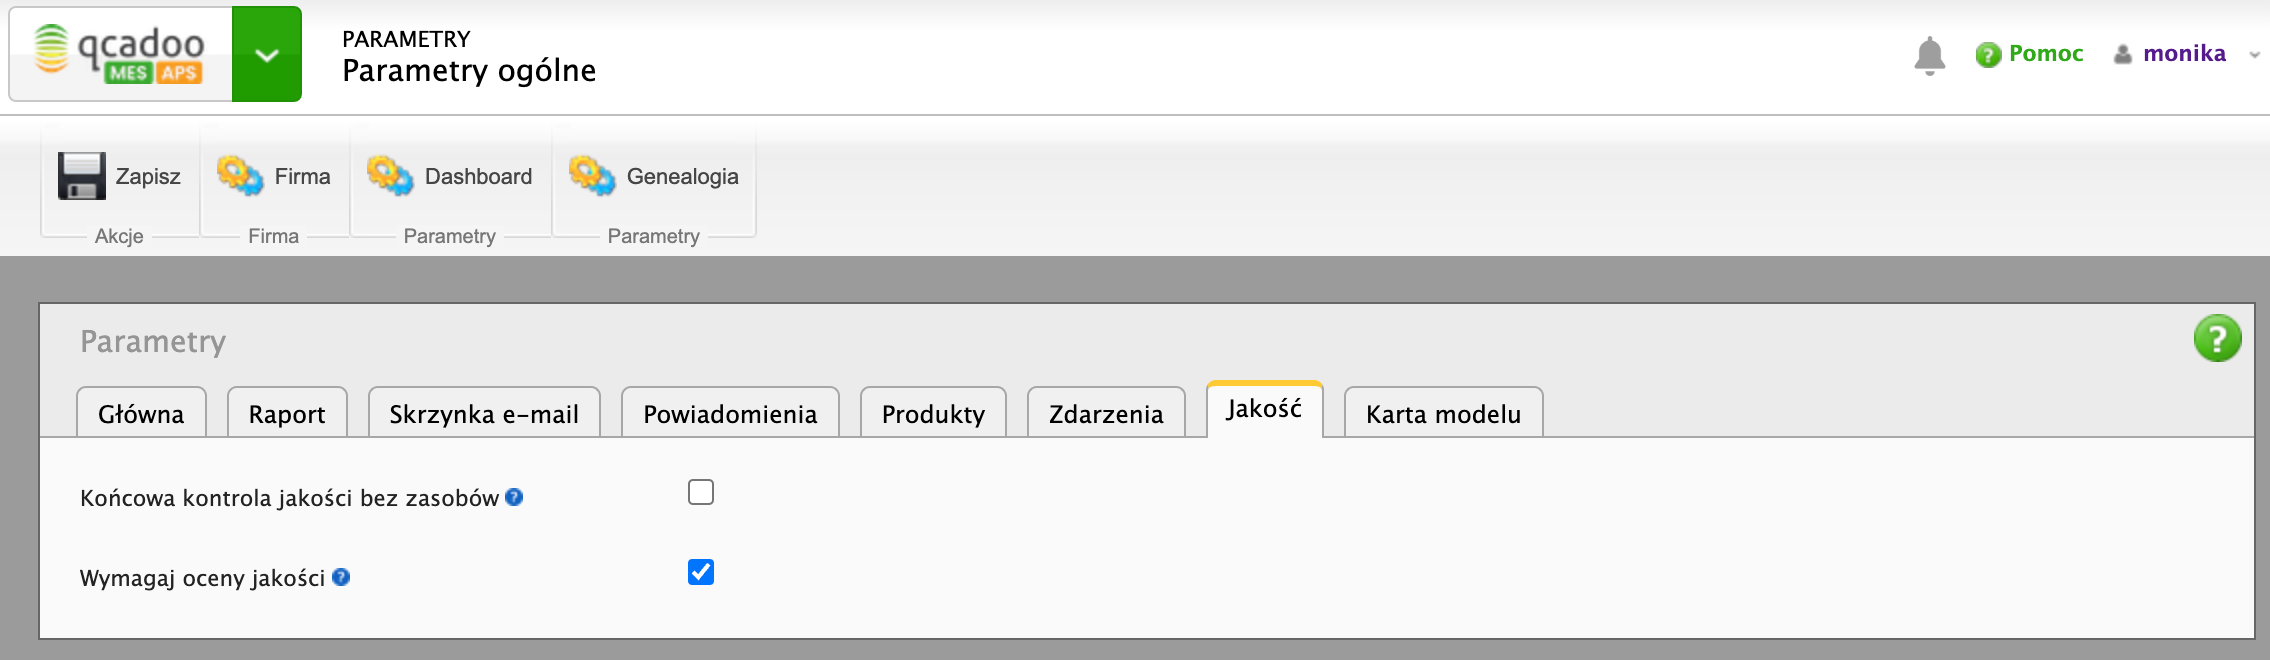 qcadoo
MES APS
PARAMETRY
Parametry ogólne
? Pomoc
monika
Zapisz
Firma
Dashboard
Genealogia
Akcje
Firma
Parametry
Parametry
Parametry
?
Główna
Raport
Skrzynka e-mail
Powiadomienia
Produkty
Zdarzenia
Jakość
Karta modelu
Końcowa kontrola jakości bez zasobów ?
Wymagaj oceny jakości ?